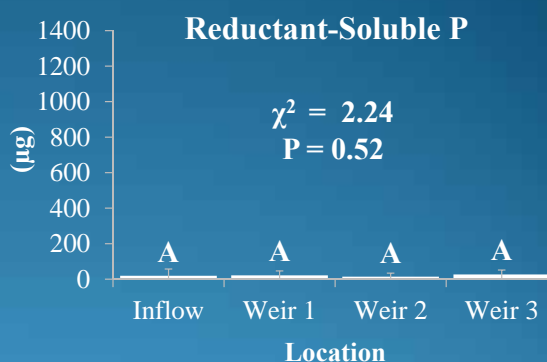 Reductant-Soluble P
1400
1200
1000
800
600
400
200
0
(µg)
χ² = 2.24
P = 0.52
A A A A
Inflow Weir 1 Weir 2 Weir 3
Location